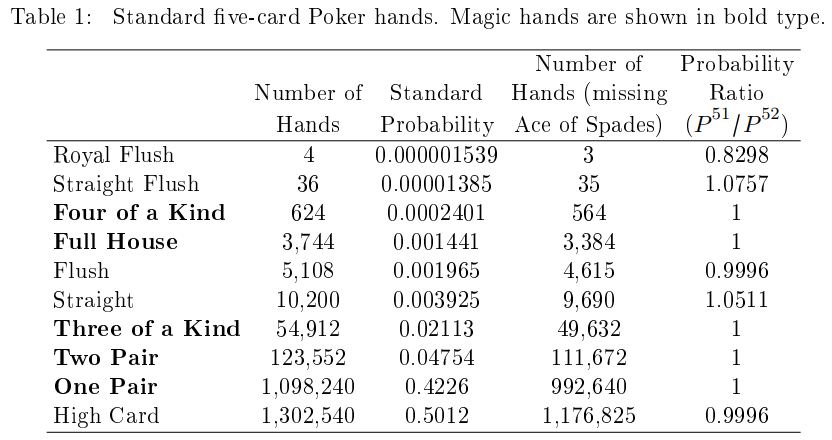 Table 1: Standard five-card Poker hands. Magic hands are shown in bold type.
Number of Probability
Number of Standard Hands (missing Ratio
Hands Probability Ace of Spades) (P^51/P^52)
Royal Flush 4 0.000001539 3 0.8298
Straight Flush 36 0.00001385 35 1.0757
Four of a Kind 624 0.0002401 564 1
Full House 3,744 0.001441 3,384 1
Flush 5,108 0.001965 4,615 0.9996
Straight 10,200 0.003925 9,690 1.0511
Three of a Kind 54,912 0.02113 49,632 1
Two Pair 123,552 0.04754 111,672 1
One Pair 1,098,240 0.4226 992,640 1
High Card 1,302,540 0.5012 1,176,825 0.9996